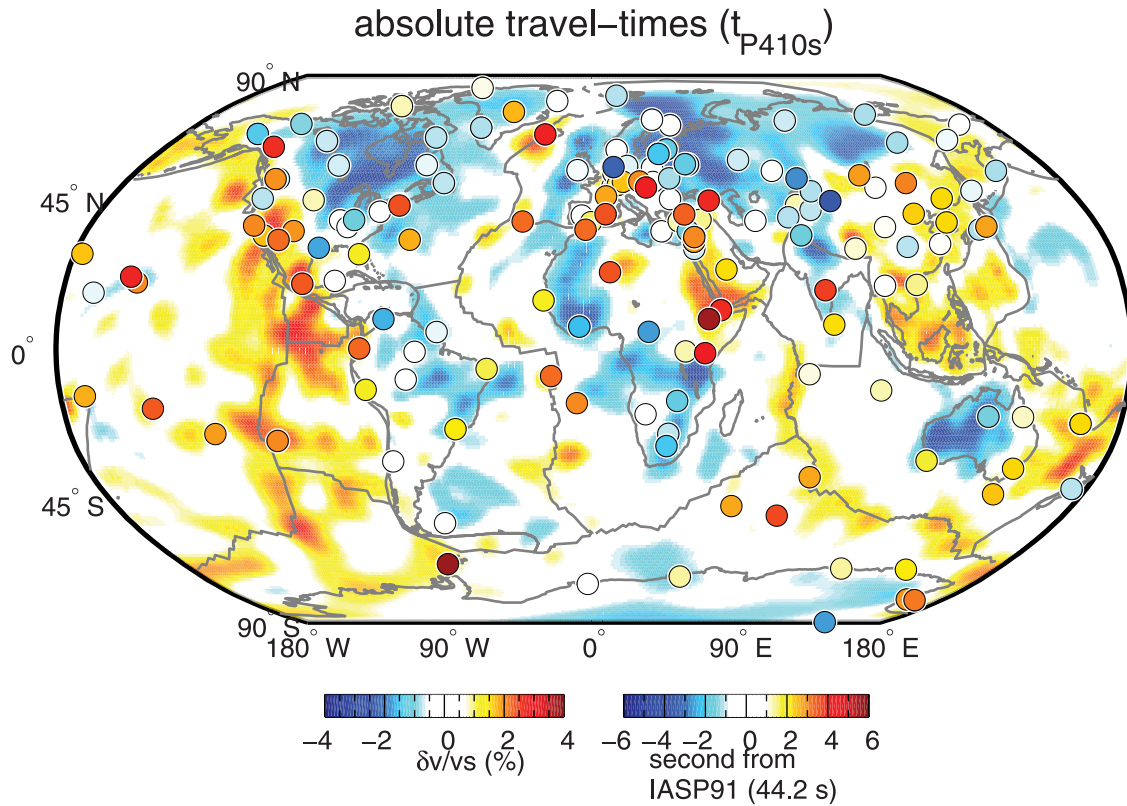 absolute travel−times (tP410s)
90° N
45° N
0°
45° S
90° S
180° W 90° W 0° 90° E 180° E
−4 −2 0 2 4 −6 −4 −2 0 2 4 6
δv/vs (%) second from
IASP91 (44.2 s)